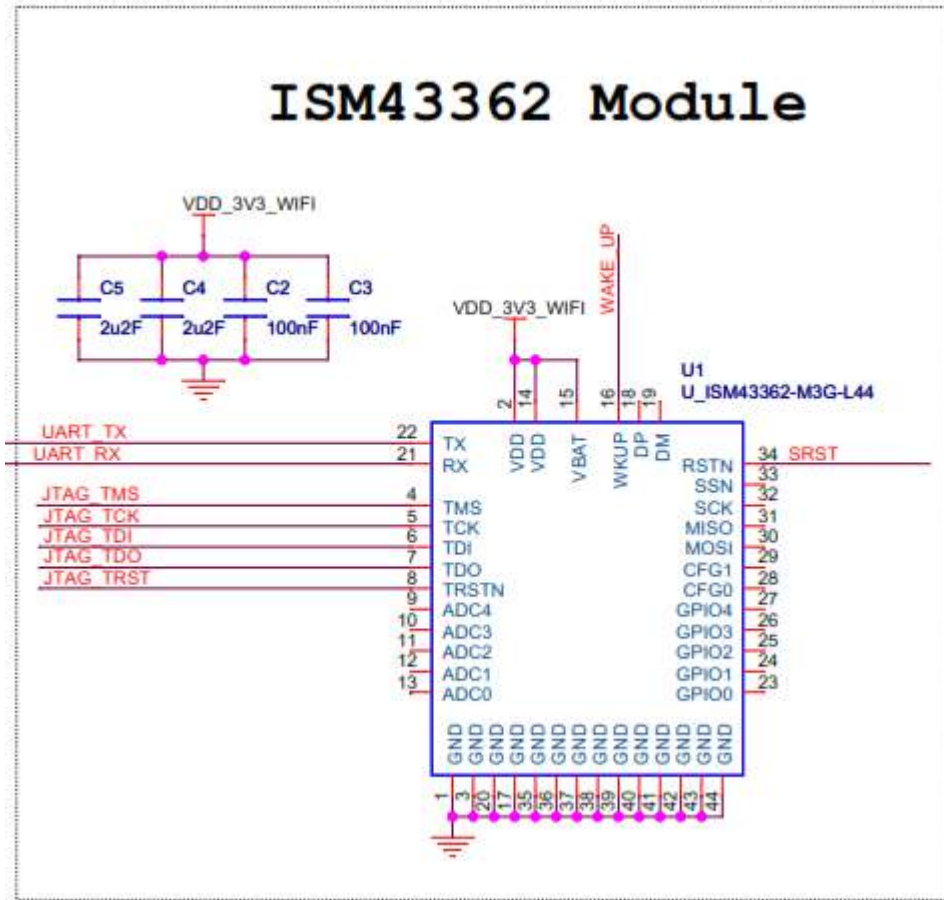 ISM43362 Module
VDD_3V3_WIFI
C5
C4
C2
C3
2u2F
2u2F
100nF
100nF
WAKE_UP
VDD_3V3_WIFI
U1
U_ISM43362-M3G-L44
2
14
15
16
18
19
VDD
VDD
VBAT
WKUP
DP
DM
UART_TX 22 TX
UART_RX 21 RX
JTAG_TMS 4 TMS
JTAG_TCK 5 TCK
JTAG_TDI 6 TDI
JTAG_TDO 7 TDO
JTAG_TRST 8 TRSTN
9 ADC4
10 ADC3
11 ADC2
12 ADC1
13 ADC0
RSTN 34 SRST
SSN 33
SCK 32
MISO 31
MOSI 30
CFG1 29
CFG0 28
GPIO4 27
GPIO3 26
GPIO2 25
GPIO1 24
GPIO0 23
GND GND GND GND GND GND GND GND GND GND GND GND GND GND
1 3 20 17 35 36 37 38 39 40 41 42 43 44